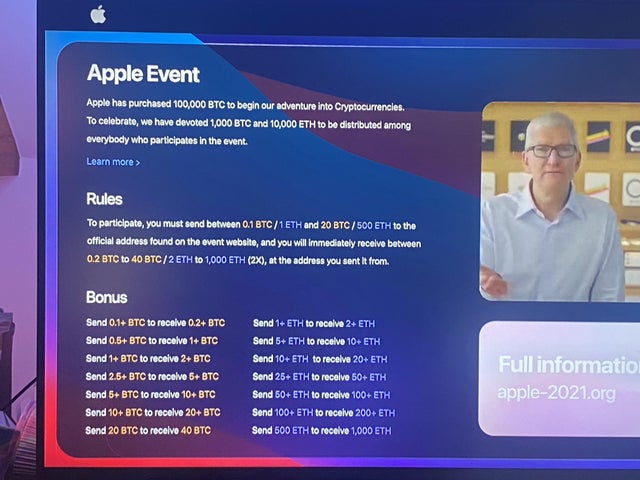 Apple Event
Apple has purchased 100,000 BTC to begin our adventure into Cryptocurrencies.
To celebrate, we have devoted 1,000 BTC and 10,000 ETH to be distributed among
everybody who participates in the event.
Learn more >
Rules
To participate, you must send between 0.1 BTC / 1 ETH and 20 BTC / 500 ETH to the
official address found on the event website, and you will immediately receive between
0.2 BTC to 40 BTC / 2 ETH to 1,000 ETH (2X), at the address you sent it from.
Bonus
Send 0.1+ BTC to receive 0.2+ BTC
Send 0.5+ BTC to receive 1+ BTC
Send 1+ BTC to receive 2+ BTC
Send 2.5+ BTC to receive 5+ BTC
Send 5+ BTC to receive 10+ BTC
Send 10+ BTC to receive 20+ BTC
Send 20 BTC to receive 40 BTC
Send 1+ ETH to receive 2+ ETH
Send 5+ ETH to receive 10+ ETH
Send 10+ ETH to receive 20+ ETH
Send 25+ ETH to receive 50+ ETH
Send 50+ ETH to receive 100+ ETH
Send 100+ ETH to receive 200+ ETH
Send 500 ETH to receive 1,000 ETH
Full informatio
apple-2021.org